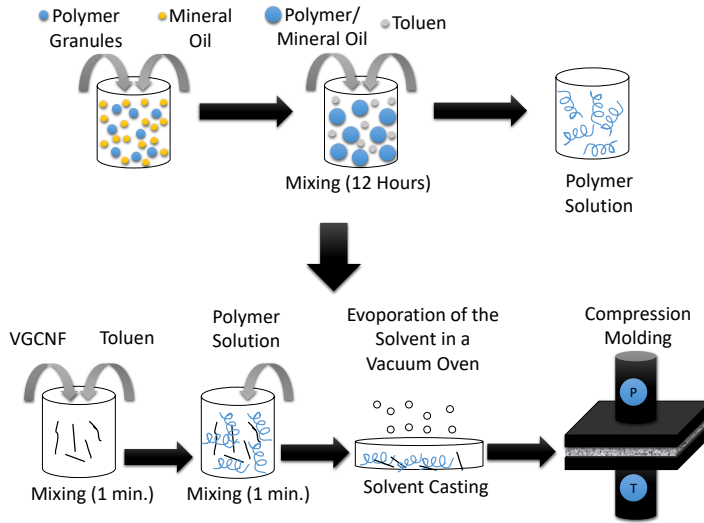 Polymer
Granules
Mineral
Oil
Polymer/
Mineral Oil
Toluen
Mixing (12 Hours)
Polymer
Solution
VGCNF
Toluen
Polymer
Solution
Evoporation of the
Solvent in a
Vacuum Oven
Compression
Molding
P
T
Mixing (1 min.)
Mixing (1 min.)
Solvent Casting